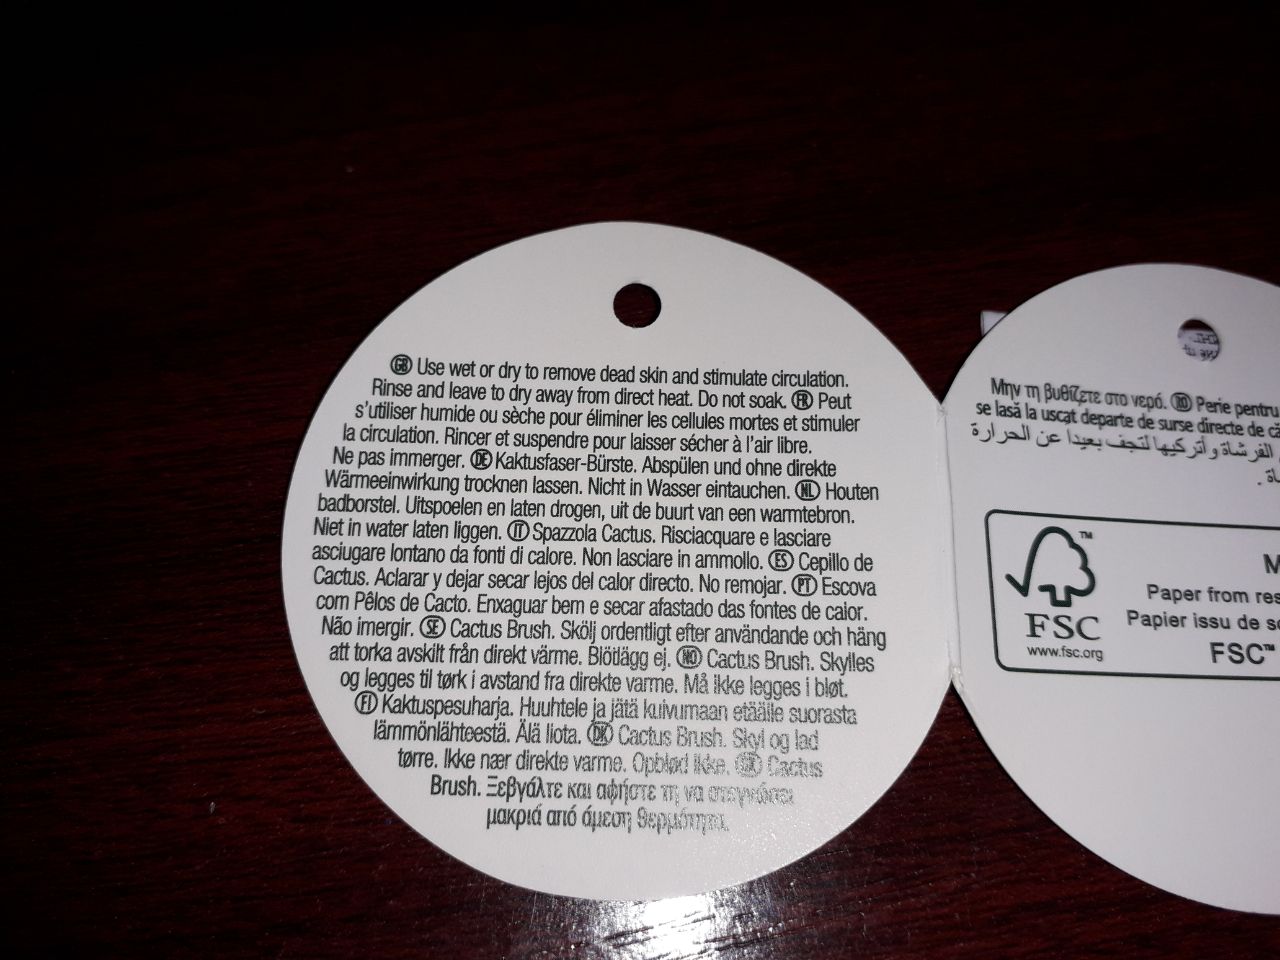 GB Use wet or dry to remove dead skin and stimulate circulation.
Rinse and leave to dry away from direct heat. Do not soak. FR Peut
s'utiliser humide ou sèche pour éliminer les cellules mortes et stimuler
la circulation. Rincer et suspendre pour laisser sécher à l'air libre.
Ne pas immerger. DE Kaktusfaser-Bürste. Abspülen und ohne direkte
Wärmeeinwirkung trocknen lassen. Nicht in Wasser eintauchen. NL Houten
badborstel. Uitspoelen en laten drogen, uit de buurt van een warmtebron.
Niet in water laten liggen. IT Spazzola Cactus. Risciacquare e lasciare
asciugare lontano da fonti di calore. Non lasciare in ammollo. ES Cepillo de
Cactus. Aclarar y dejar secar lejos del calor directo. No remojar. PT Escova
com Pêlos de Cacto. Enxaguar bem e secar afastado das fontes de calor.
Não imergir. SE Cactus Brush. Skölj ordentligt efter användande och häng
att torka avskilt från direkt värme. Blötlägg ej. NO Cactus Brush. Skylles
og legges til tørk i avstand fra direkte varme. Må ikke legges i bløt.
FI Kaktuspesuharja. Huuhtele ja jätä kuivumaan etäälle suorasta
lämmönlähteestä. Älä liota. DK Cactus Brush. Skyl og lad
tørre. Ikke nær direkte varme. Opblød ikke. GR Cactus
Brush. Ξεβγάλτε και αφήστε τη να στεγνώσει
μακριά από άμεση θερμότητα.
Μην τη βυθίζετε στο νερό. RO Perie pentru
se lasă la uscat departe de surse directe de
الفرشاة وأتركيها لتجف بعيدا عن الحرارة
FSC
www.fsc.org
Paper from
Papier issu de
FSC™